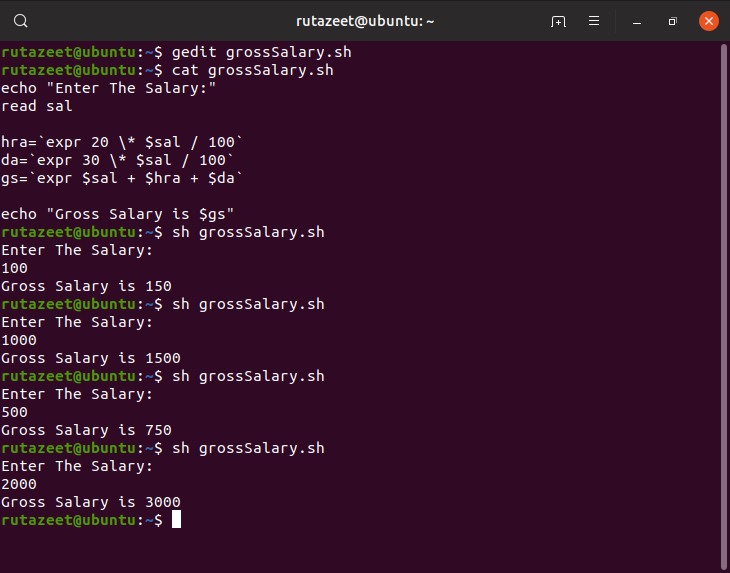 rutazeet@ubuntu: ~
rutazeet@ubuntu:~$ gedit grossSalary.sh
rutazeet@ubuntu:~$ cat grossSalary.sh
echo "Enter The Salary:"
read sal
hra=`expr 20 \* $sal / 100`
da=`expr 30 \* $sal / 100`
gs=`expr $sal + $hra + $da`
echo "Gross Salary is $gs"
rutazeet@ubuntu:~$ sh grossSalary.sh
Enter The Salary:
100
Gross Salary is 150
rutazeet@ubuntu:~$ sh grossSalary.sh
Enter The Salary:
1000
Gross Salary is 1500
rutazeet@ubuntu:~$ sh grossSalary.sh
Enter The Salary:
500
Gross Salary is 750
rutazeet@ubuntu:~$ sh grossSalary.sh
Enter The Salary:
2000
Gross Salary is 3000
rutazeet@ubuntu:~$